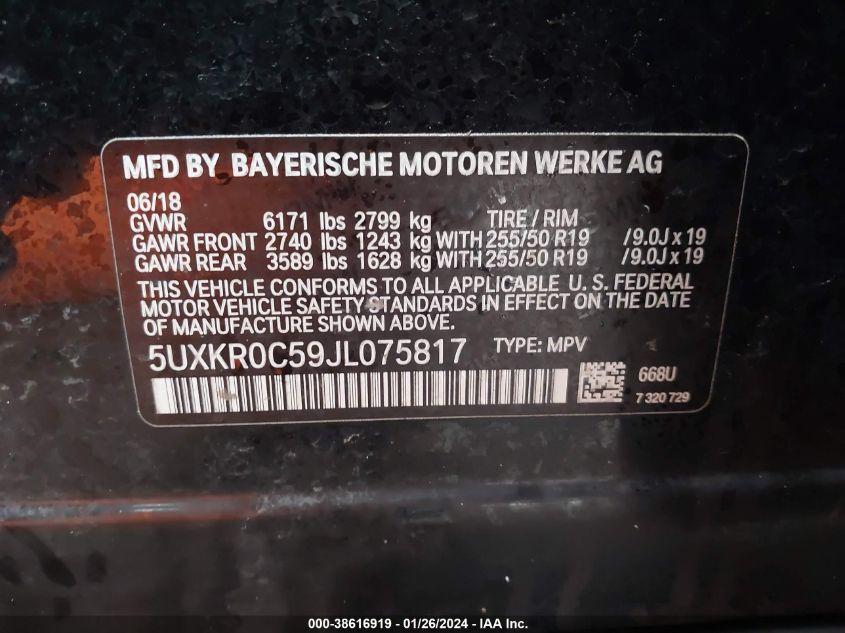 MFD BY BAYERISCHE MOTOREN WERKE AG
06/18
GVWR 6171 lbs 2799 kg TIRE / RIM
GAWR FRONT 2740 lbs 1243 kg WITH 255/50 R19 /9.0J x 19
GAWR REAR 3589 lbs 1628 kg WITH 255/50 R19 /9.0J x 19
THIS VEHICLE CONFORMS TO ALL APPLICABLE U. S. FEDERAL
MOTOR VEHICLE SAFETY STANDARDS IN EFFECT ON THE DATE
OF MANUFACTURE SHOWN ABOVE.
5UXKR0C59JL075817 TYPE: MPV
668U
7 320 729
000-38616919 - 01/26/2024 - IAA Inc.